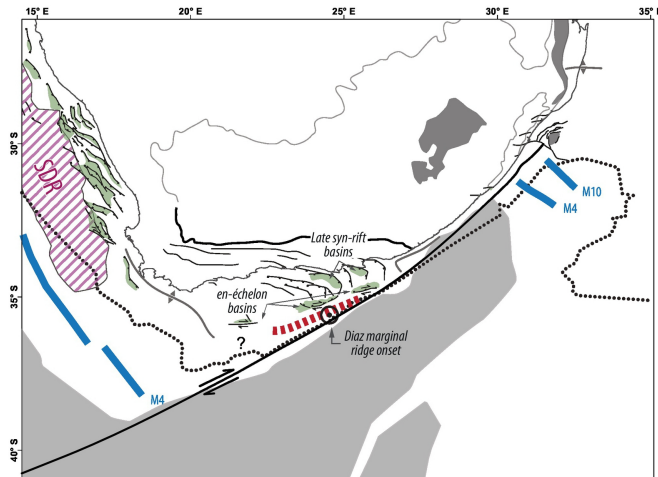 15° E
20° E
25° E
30° E
35° E
30° S
SDR
M10
M4
Late syn-rift
basins
35° S
en-échelon
basins
?
Diaz marginal
ridge onset
M4
40° S